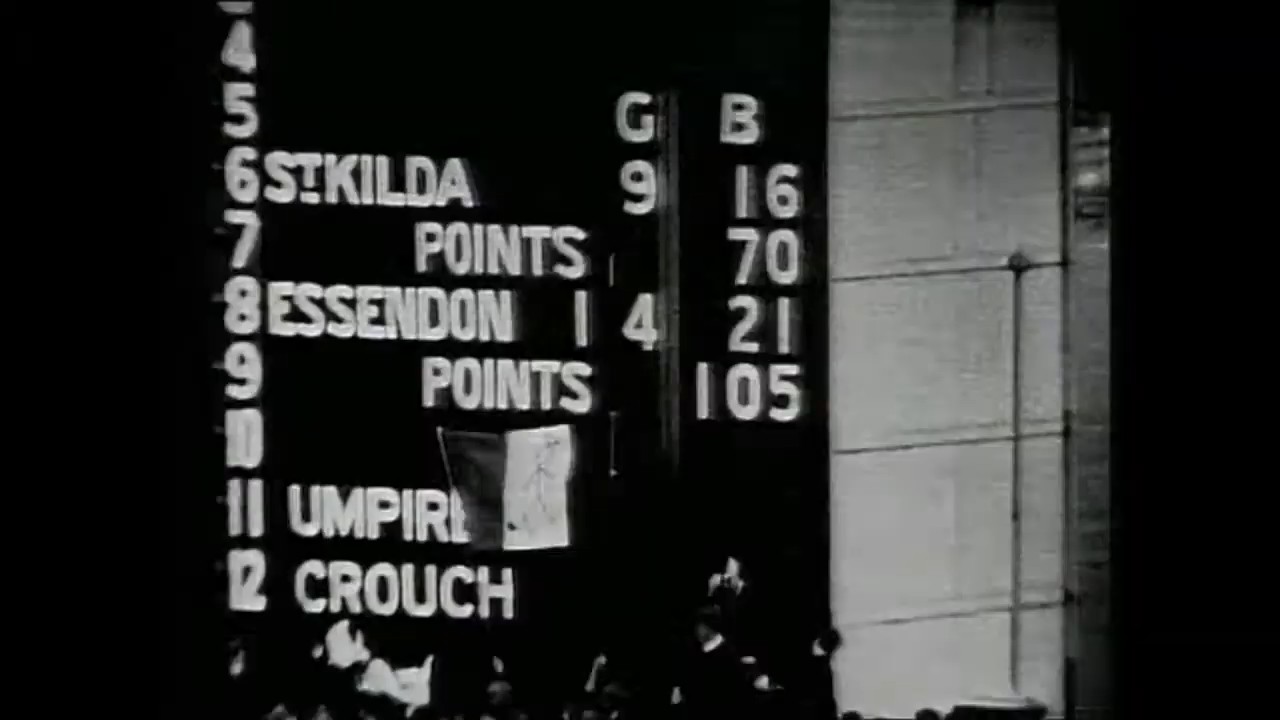 4
5 G B
6 ST KILDA 9 16
7 POINTS 70
8 ESSENDON 14 21
9 POINTS 105
10
11 UMPIRE
12 CROUCH